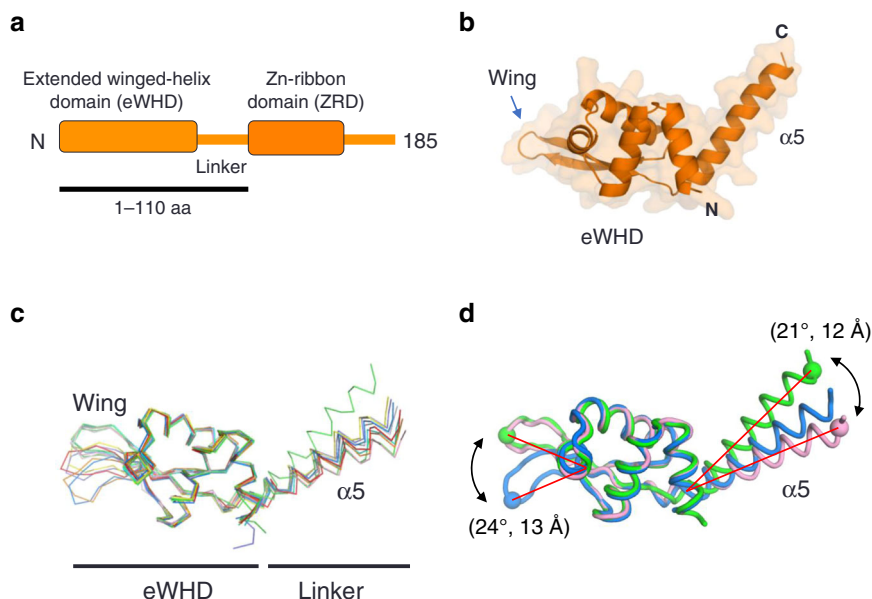 a
Extended winged-helix
domain (eWHD)
Zn-ribbon
domain (ZRD)
N
185
Linker
1–110 aa
b
Wing
C
α5
N
eWHD
c
Wing
α5
eWHD
Linker
d
(21°, 12 Å)
α5
(24°, 13 Å)